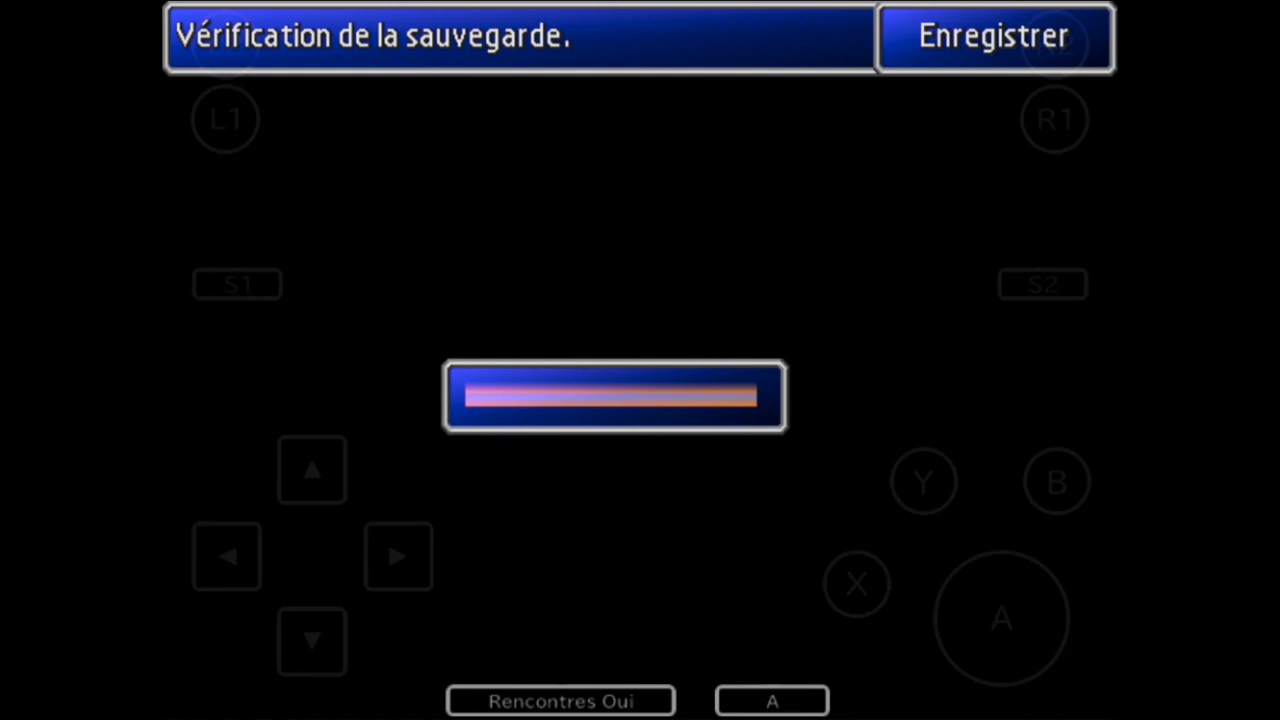 Vérification de la sauvegarde.
Enregistrer
L1
R1
S1
S2
Y
B
X
A
Rencontres Oui
A